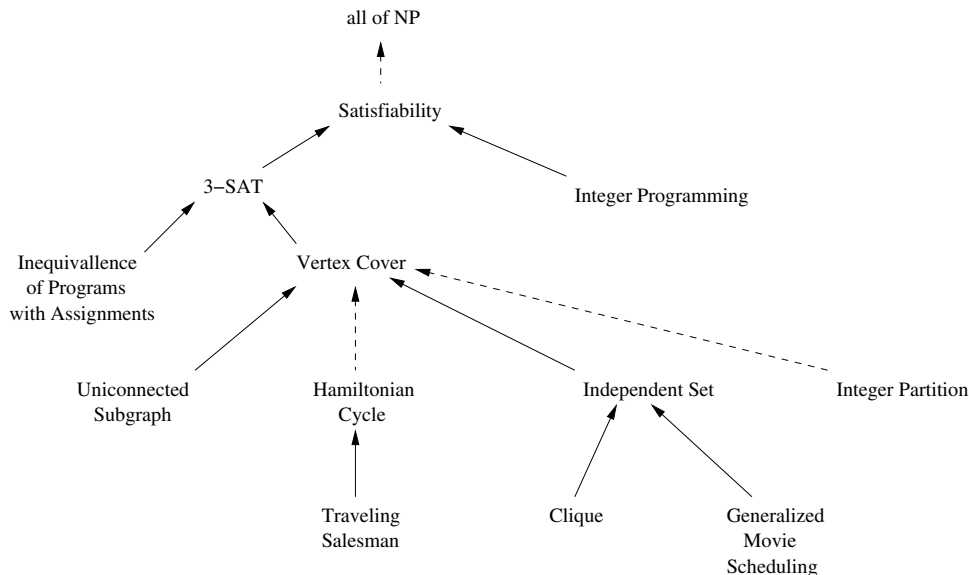 all of NP
Satisfiability
3−SAT
Integer Programming
Inequivallence
of Programs
with Assignments
Vertex Cover
Uniconnected
Subgraph
Hamiltonian
Cycle
Independent Set
Integer Partition
Traveling
Salesman
Clique
Generalized
Movie
Scheduling